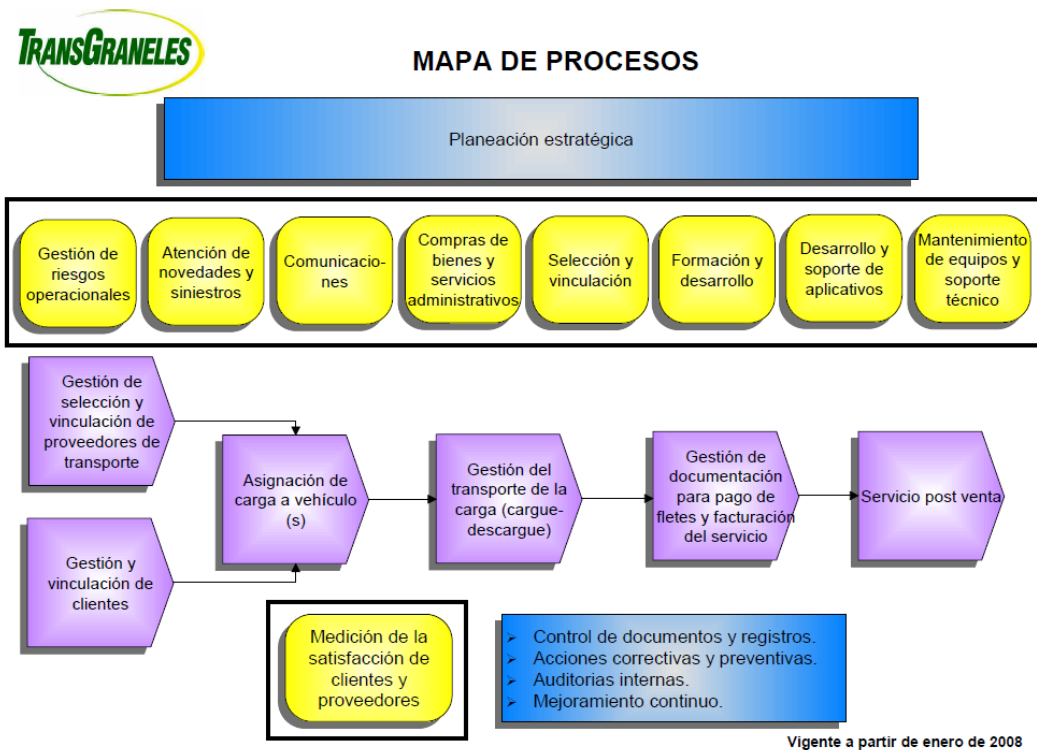 TRANSGRANELES
MAPA DE PROCESOS
Planeación estratégica
Gestión de
riesgos
operacionales
Atención de
novedades y
siniestros
Comunicacio-
nes
Compras de
bienes y
servicios
administrativos
Selección y
vinculación
Formación y
desarrollo
Desarrollo y
soporte de
aplicativos
Mantenimiento
de equipos y
soporte
técnico
Gestión de
selección y
vinculación de
proveedores de
transporte
Gestión y
vinculación de
clientes
Asignación de
carga a vehículo
(s)
Gestión del
transporte de la
carga (cargue-
descargue)
Gestión de
documentación
para pago de
fletes y facturación
del servicio
Servicio post venta
Medición de la
satisfacción de
clientes y
proveedores
Control de documentos y registros.
Acciones correctivas y preventivas.
Auditorias internas.
Mejoramiento continuo.
Vigente a partir de enero de 2008